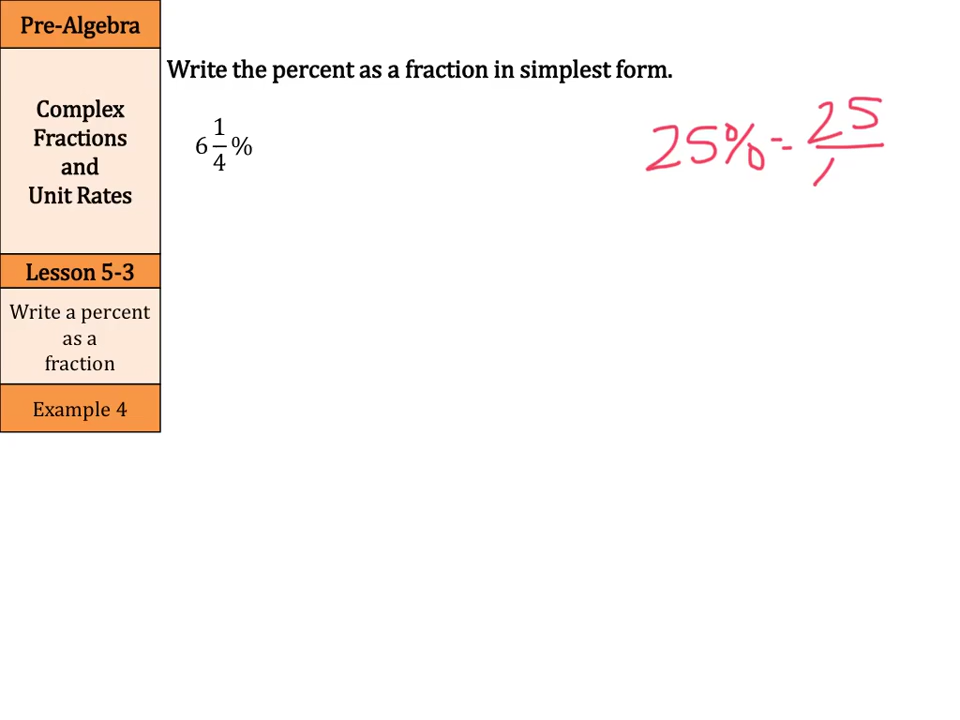 Pre-Algebra
Complex
Fractions
and
Unit Rates
Lesson 5-3
Write a percent
as a
fraction
Example 4
Write the percent as a fraction in simplest form.
6 1/4 %
25% = 25/